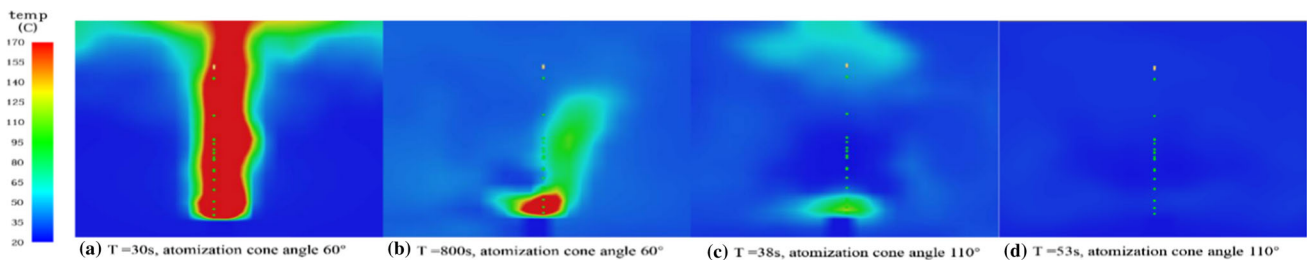 temp
(C)
170
155
140
125
110
95
80
65
50
35
20
(a) T =30s, atomization cone angle 60°
(b) T =800s, atomization cone angle 60°
(c) T =38s, atomization cone angle 110°
(d) T=53s, atomization cone angle 110°